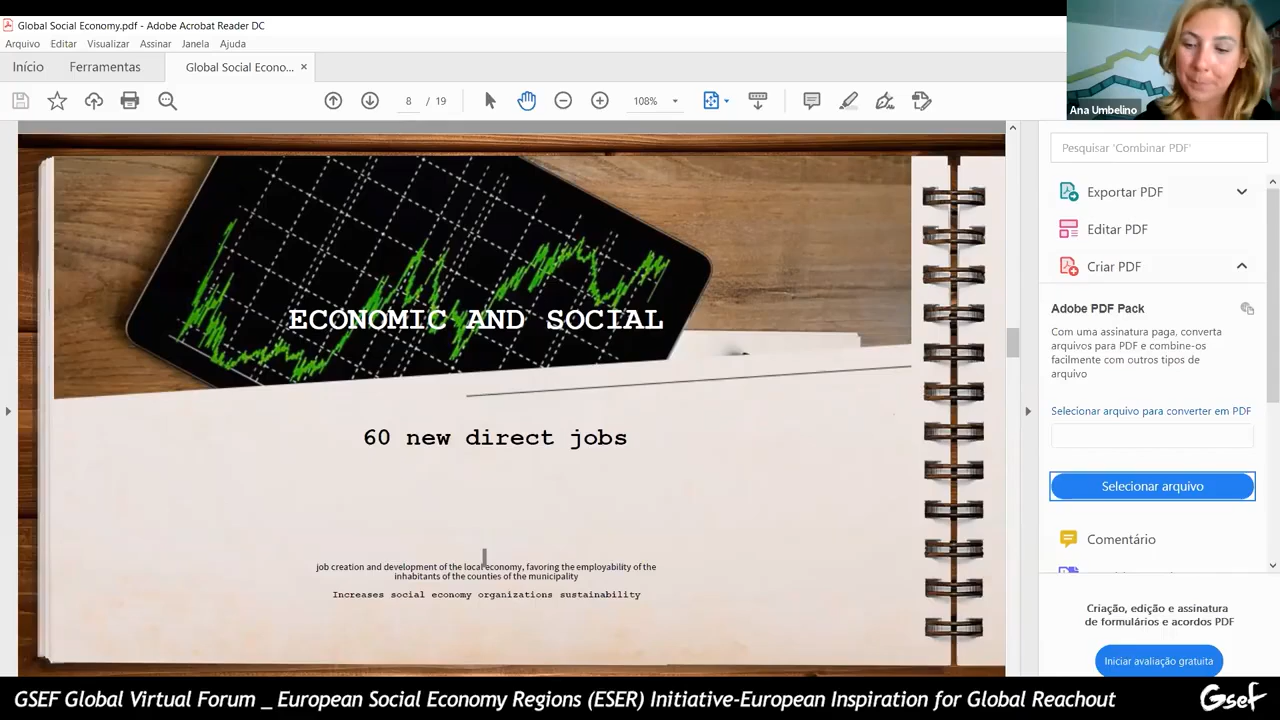 Global Social Economy.pdf - Adobe Acrobat Reader DC
Arquivo Editar Visualizar Assinar Janela Ajuda
Início Ferramentas Global Social Econo... ×
8 / 19 108%
Ana Umbelino
Pesquisar 'Combinar PDF'
Exportar PDF
Editar PDF
Criar PDF
Adobe PDF Pack
Com uma assinatura paga, converta
arquivos para PDF e combine-os
facilmente com outros tipos de
arquivo
Selecionar arquivo para converter em PDF
Selecionar arquivo
Comentário
Criação, edição e assinatura
de formulários e acordos PDF
Iniciar avaliação gratuita
ECONOMIC AND SOCIAL
60 new direct jobs
job creation and development of the local economy, favoring the employability of the
inhabitants of the counties of the municipality
Increases social economy organizations sustainability
GSEF Global Virtual Forum _ European Social Economy Regions (ESER) Initiative-European Inspiration for Global Reachout
Gsef